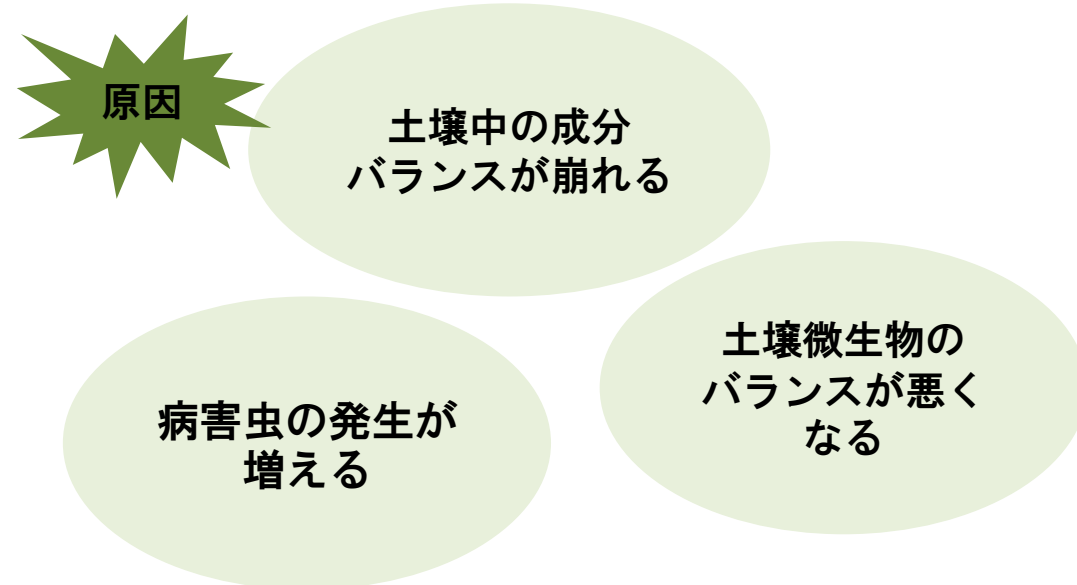 原因
土壌中の成分
バランスが崩れる
土壌微生物の
バランスが悪く
なる
病害虫の発生が
増える